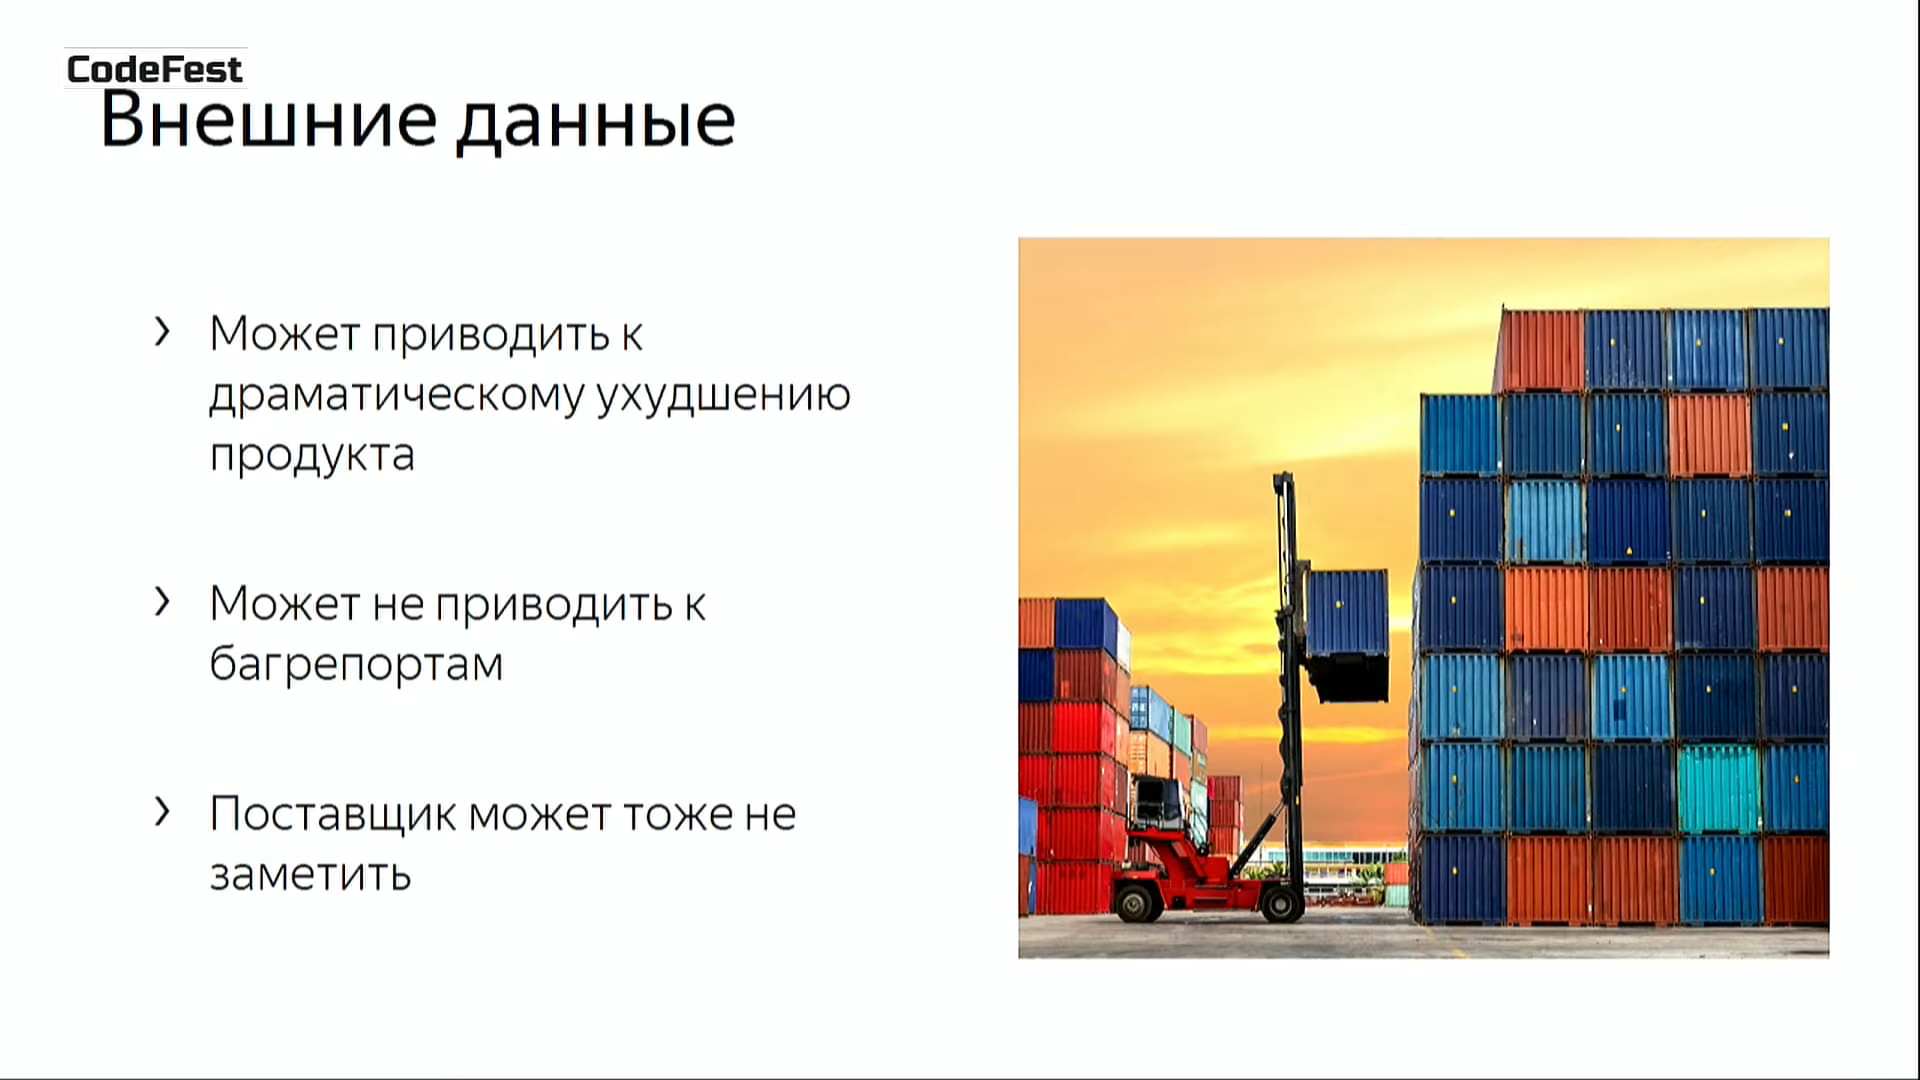 CodeFest
Внешние данные
› Может приводить к
драматическому ухудшению
продукта
› Может не приводить к
багрепортам
› Поставщик может тоже не
заметить